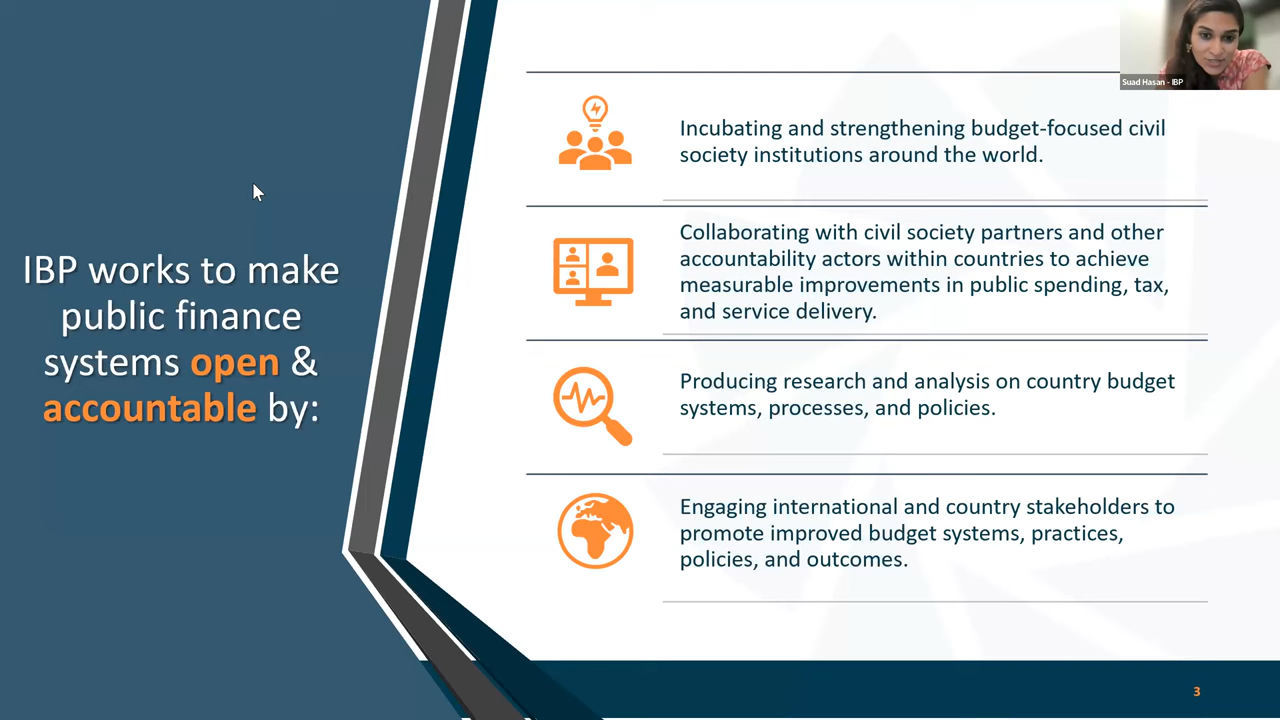 Suad Hasan - IBP
IBP works to make
public finance
systems open &
accountable by:
Incubating and strengthening budget-focused civil
society institutions around the world.
Collaborating with civil society partners and other
accountability actors within countries to achieve
measurable improvements in public spending, tax,
and service delivery.
Producing research and analysis on country budget
systems, processes, and policies.
Engaging international and country stakeholders to
promote improved budget systems, practices,
policies, and outcomes.
3